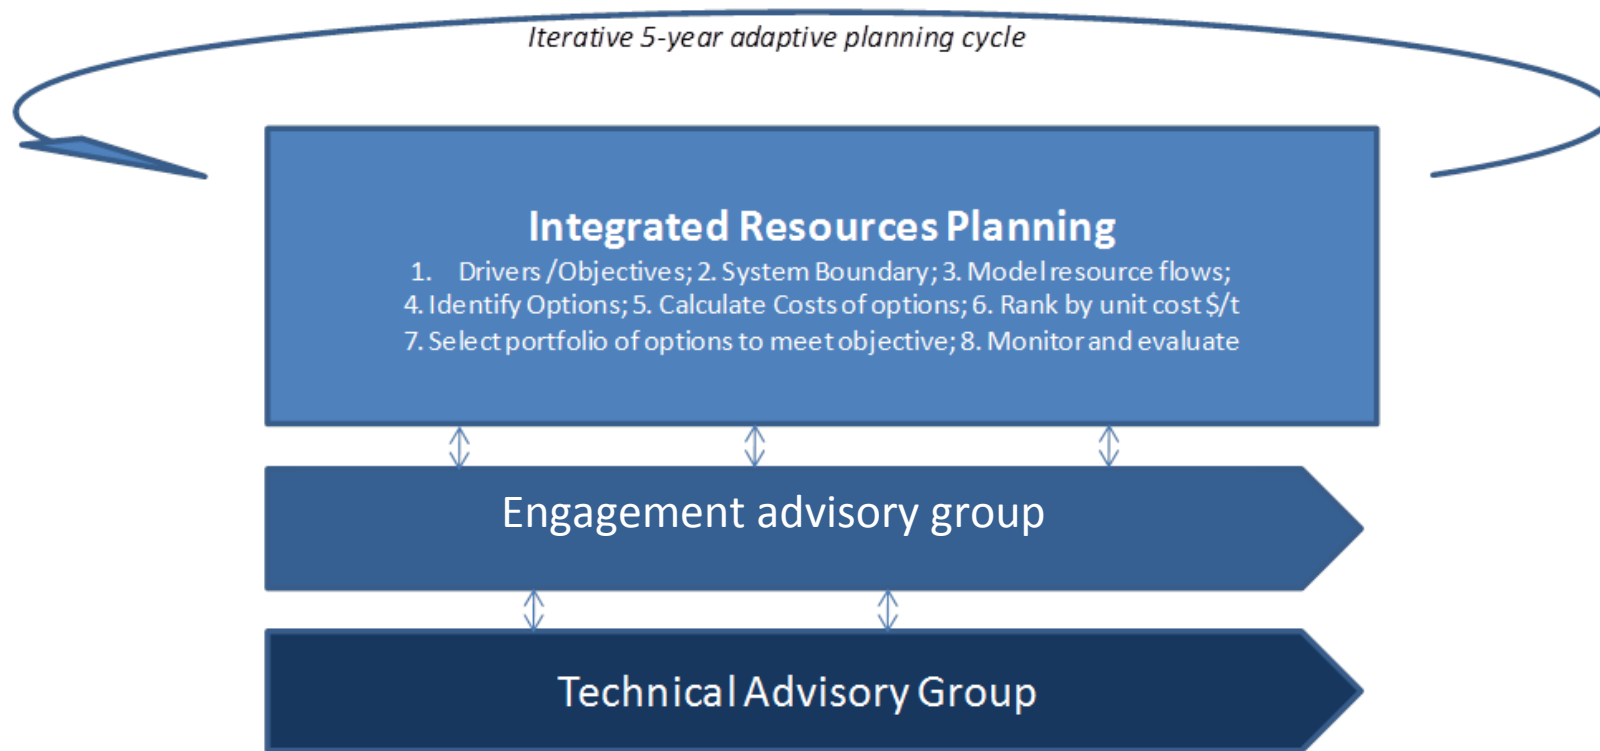 Iterative 5-year adaptive planning cycle
Integrated Resources Planning
1. Drivers /Objectives; 2. System Boundary; 3. Model resource flows;
4. Identify Options; 5. Calculate Costs of options; 6. Rank by unit cost $/t
7. Select portfolio of options to meet objective; 8. Monitor and evaluate
Engagement advisory group
Technical Advisory Group